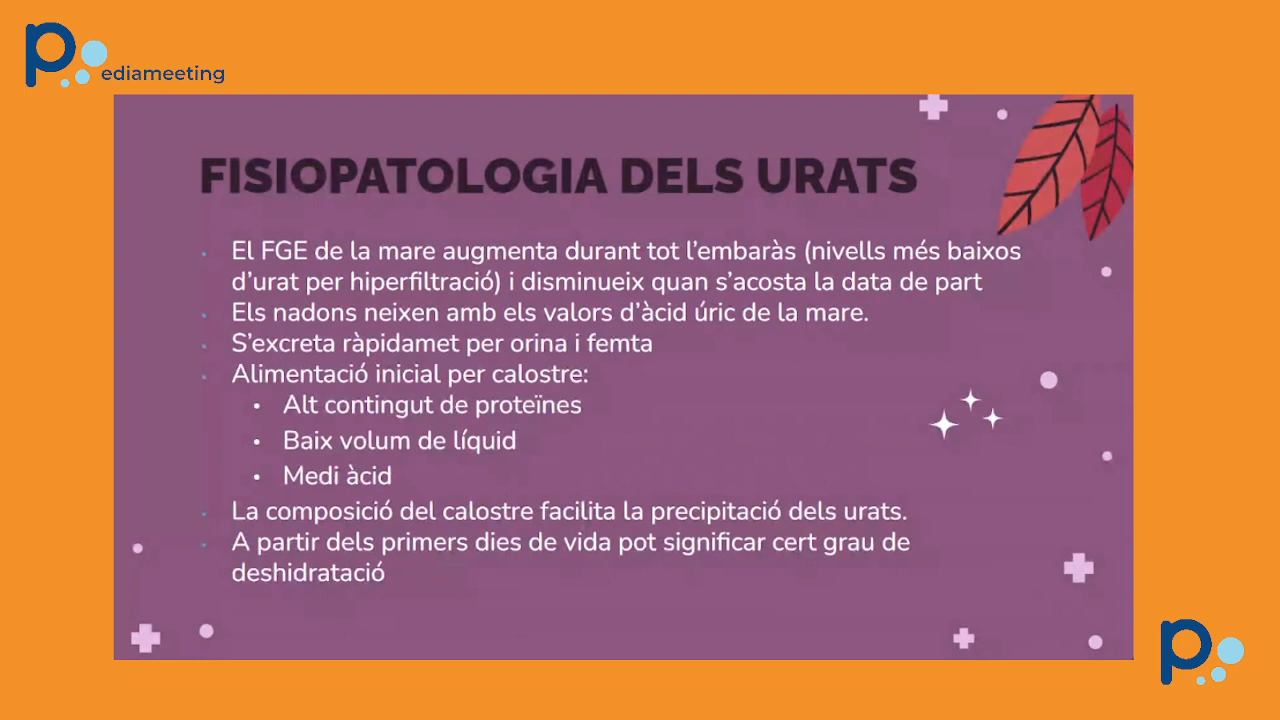 Pediameeting
FISIOPATOLOGIA DELS URATS
El FGE de la mare augmenta durant tot l'embaràs (nivells més baixos
d'urat per hiperfiltració) i disminueix quan s'acosta la data de part
Els nadons neixen amb els valors d'àcid úric de la mare.
S'excreta ràpidamet per orina i femta
Alimentació inicial per calostre:
• Alt contingut de proteïnes
• Baix volum de líquid
• Medi àcid
La composició del calostre facilita la precipitació dels urats.
A partir dels primers dies de vida pot significar cert grau de
deshidratació
p